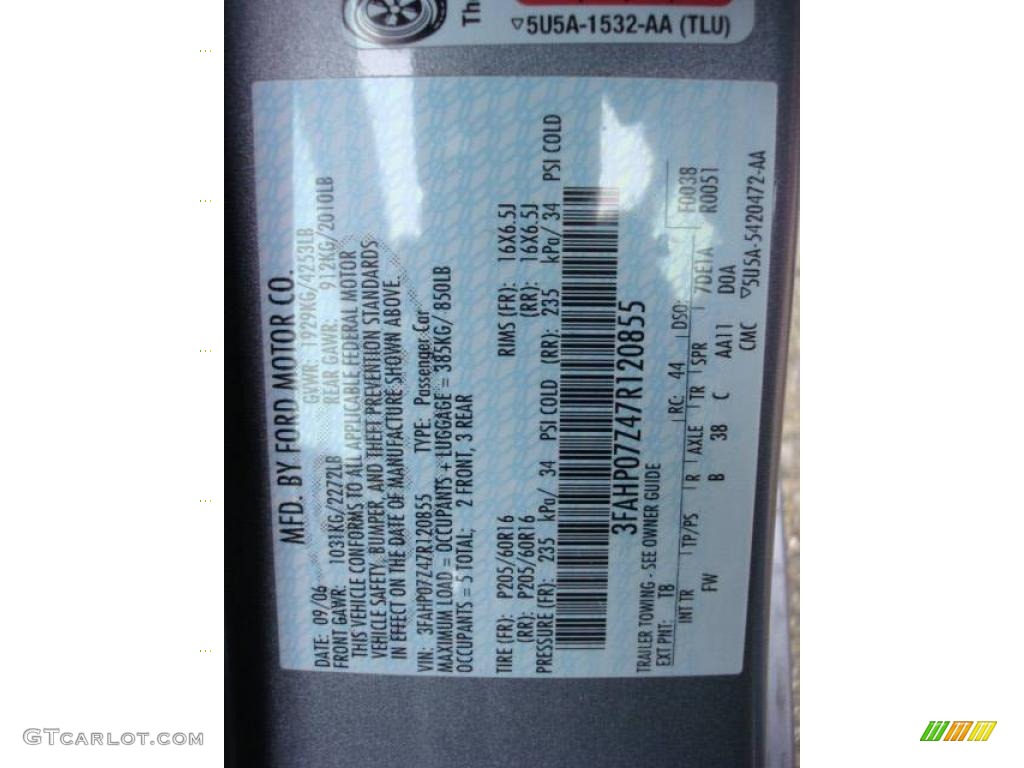 Th
▽5U5A-1532-AA (TLU)
MFD. BY FORD MOTOR CO.
DATE: 09/06 GVWR: 1929KG/4253LB
FRONT GAWR: 1031KG/2272LB REAR GAWR: 912KG/2010LB
THIS VEHICLE CONFORMS TO ALL APPLICABLE FEDERAL MOTOR
VEHICLE SAFETY, BUMPER, AND THEFT PREVENTION STANDARDS
IN EFFECT ON THE DATE OF MANUFACTURE SHOWN ABOVE.
VIN: 3FAHP07Z47R120855 TYPE: Passenger Car
MAXIMUM LOAD = OCCUPANTS + LUGGAGE = 385KG/ 850LB
OCCUPANTS = 5 TOTAL; 2 FRONT, 3 REAR
TIRE (FR): P205/60R16 RIMS (FR): 16X6.5J
(RR): P205/60R16 (RR): 16X6.5J
PRESSURE (FR): 235 kPa/ 34 PSI COLD (RR): 235 kPa/ 34 PSI COLD
3FAHP07Z47R120855
TRAILER TOWING - SEE OWNER GUIDE F0038
EXT PNT: T8 RC: 44 DSO: R0051
INT TR TP/PS R AXLE TR SPR 7DE1A
FW B 38 C AA11 D0A
CMC ▽5U5A-5420472-AA
GTCARLOT.COM